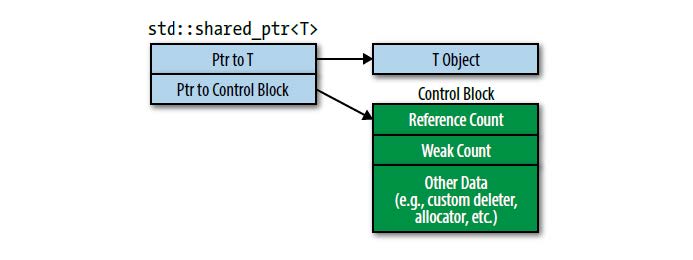 std::shared_ptr<T>
Ptr to T
T Object
Ptr to Control Block
Control Block
Reference Count
Weak Count
Other Data
(e.g., custom deleter,
allocator, etc.)